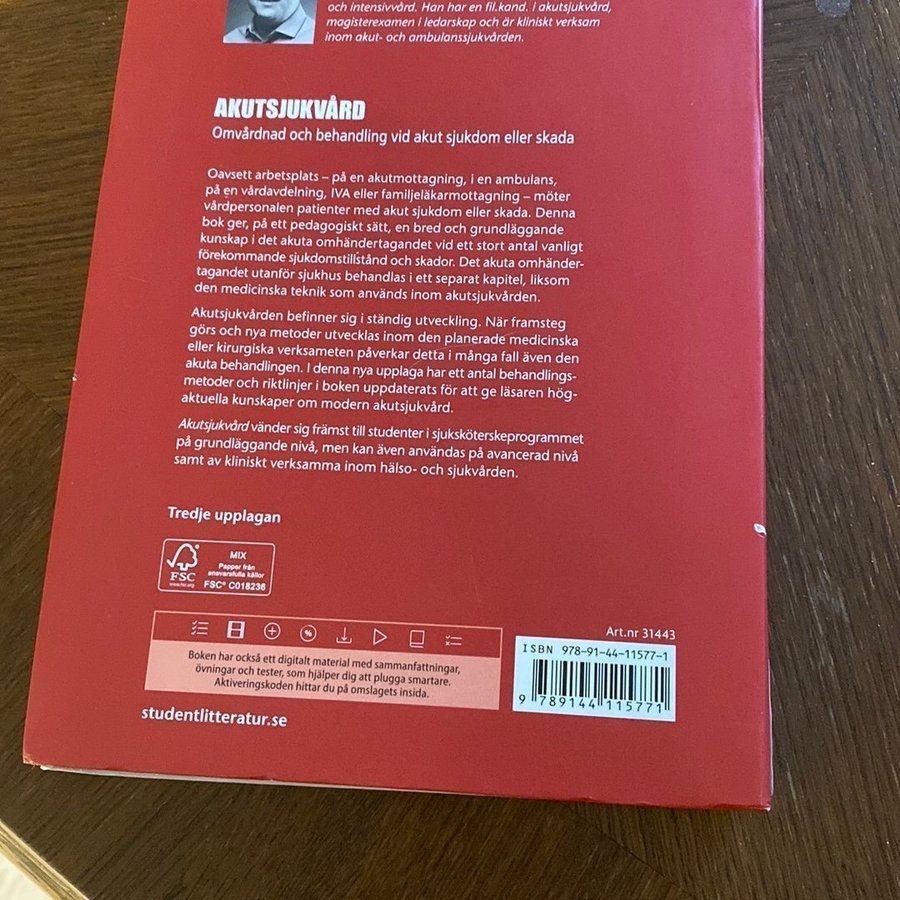 och intensivvård. Han har en fil.kand. i akutsjukvård,
magisterexamen i ledarskap och är kliniskt verksam
inom akut- och ambulanssjukvården.
AKUTSJUKVÅRD
Omvårdnad och behandling vid akut sjukdom eller skada
Oavsett arbetsplats – på en akutmottagning, i en ambulans,
på en vårdavdelning, IVA eller familjeläkarmottagning – möter
vårdpersonalen patienter med akut sjukdom eller skada. Denna
bok ger, på ett pedagogiskt sätt, en bred och grundläggande
kunskap i det akuta omhändertagandet vid ett stort antal vanligt
förekommande sjukdomstillstånd och skador. Det akuta omhänder-
tagandet utanför sjukhus behandlas i ett separat kapitel, liksom
den medicinska teknik som används inom akutsjukvården.
Akutsjukvården befinner sig i ständig utveckling. När framsteg
görs och nya metoder utvecklas inom den planerade medicinska
eller kirurgiska verksameten påverkar detta i många fall även den
akuta behandlingen. I denna nya upplaga har ett antal behandlings-
metoder och riktlinjer i boken uppdaterats för att ge läsaren hög-
aktuella kunskaper om modern akutsjukvård.
Akutsjukvård vänder sig främst till studenter i sjuksköterskeprogrammet
på grundläggande nivå, men kan även användas på avancerad nivå
samt av kliniskt verksamma inom hälso- och sjukvården.
Tredje upplagan
FSC®
www.fsc.org
MIX
Papper från
ansvarsfulla källor
FSC® C018236
Boken har också ett digitalt material med sammanfattningar,
övningar och tester, som hjälper dig att plugga smartare.
Aktiveringskoden hittar du på omslagets insida.
studentlitteratur.se
Art.nr 31443
ISBN 978-91-44-11577-1
9 789144 115771